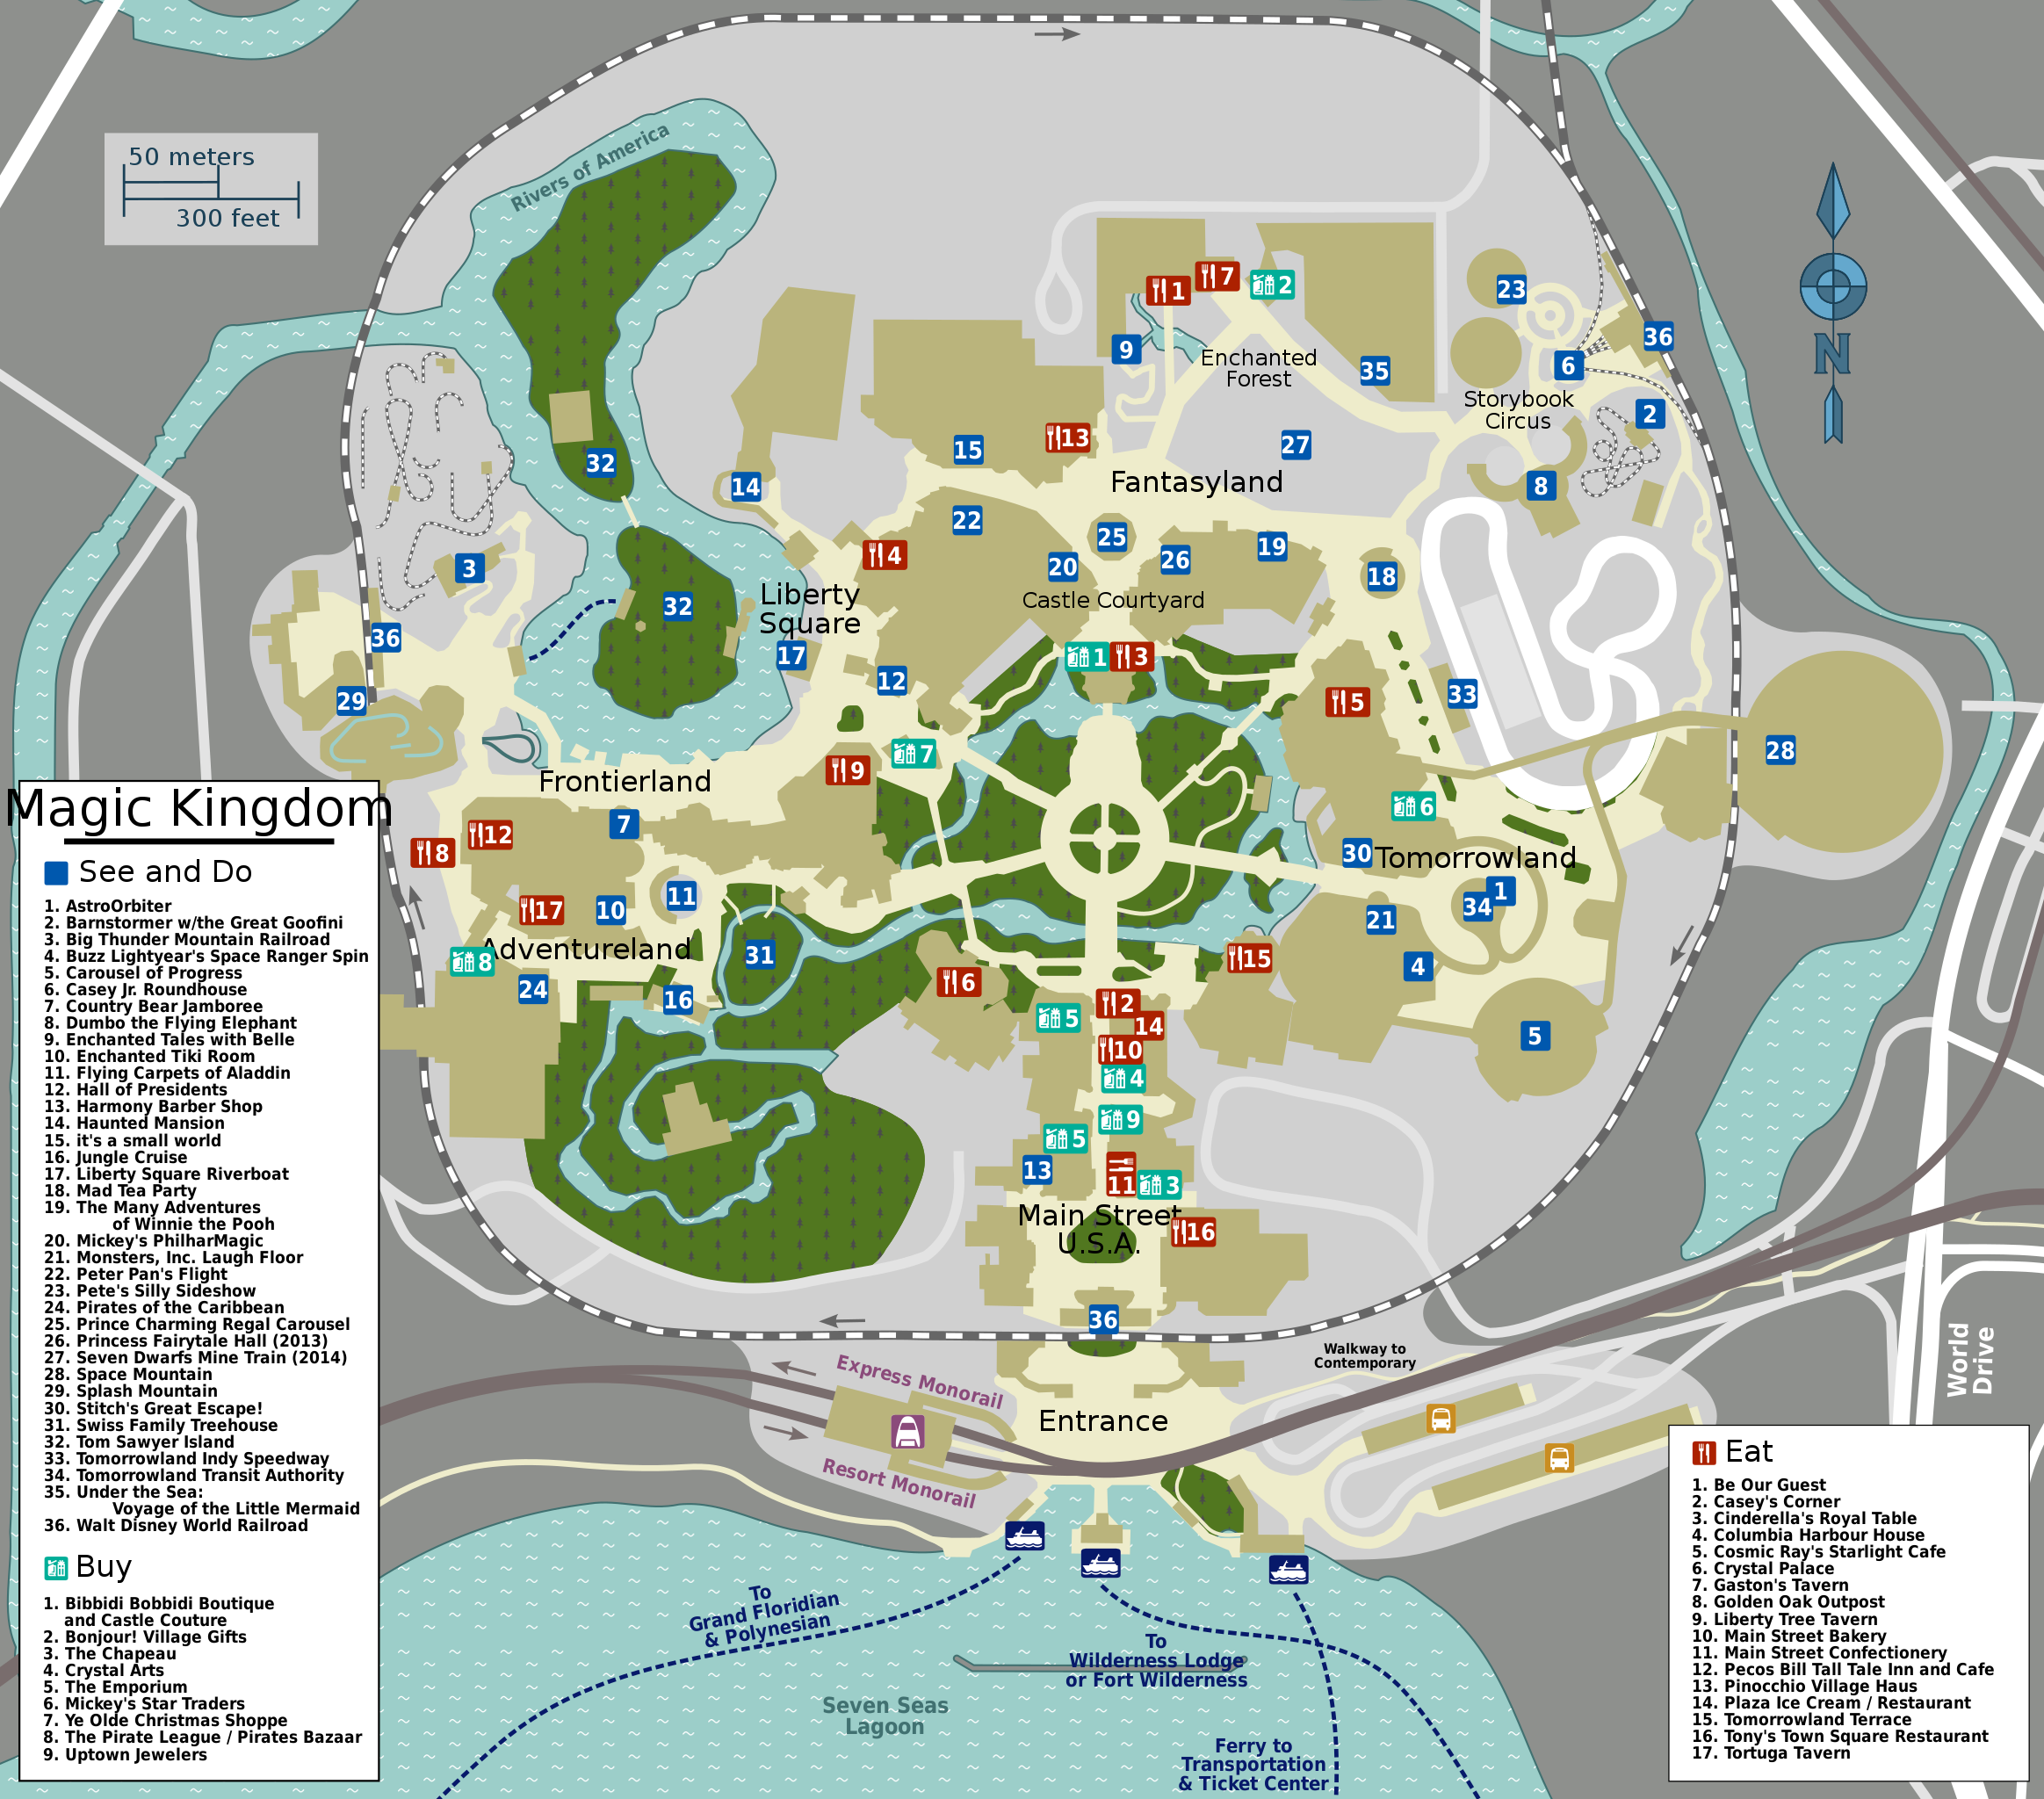 50 meters
300 feet
Rivers of America
N
1
7
2
9
Enchanted
Forest
35
23
36
6
Storybook
Circus
2
8
27
13
15
Fantasyland
14
22
25
20
26
19
18
4
Castle Courtyard
32
32
3
36
29
Liberty
Square
17
12
1
3
5
33
28
7
9
6
Frontierland
7
12
8
17
10
11
30
Tomorrowland
1
34
21
4
5
15
Adventureland
8
24
16
31
6
2
5
14
10
4
9
5
13
11
3
Main Street
U.S.A.
16
36
Walkway to
Contemporary
Express Monorail
Resort Monorail
Entrance
World
Drive
To
Grand Floridian
& Polynesian
To
Wilderness Lodge
or Fort Wilderness
Seven Seas
Lagoon
Ferry to
Transportation
& Ticket Center
Magic Kingdom
See and Do
1. AstroOrbiter
2. Barnstormer w/the Great Goofini
3. Big Thunder Mountain Railroad
4. Buzz Lightyear's Space Ranger Spin
5. Carousel of Progress
6. Casey Jr. Roundhouse
7. Country Bear Jamboree
8. Dumbo the Flying Elephant
9. Enchanted Tales with Belle
10. Enchanted Tiki Room
11. Flying Carpets of Aladdin
12. Hall of Presidents
13. Harmony Barber Shop
14. Haunted Mansion
15. it's a small world
16. Jungle Cruise
17. Liberty Square Riverboat
18. Mad Tea Party
19. The Many Adventures
of Winnie the Pooh
20. Mickey's PhilharMagic
21. Monsters, Inc. Laugh Floor
22. Peter Pan's Flight
23. Pete's Silly Sideshow
24. Pirates of the Caribbean
25. Prince Charming Regal Carousel
26. Princess Fairytale Hall (2013)
27. Seven Dwarfs Mine Train (2014)
28. Space Mountain
29. Splash Mountain
30. Stitch's Great Escape!
31. Swiss Family Treehouse
32. Tom Sawyer Island
33. Tomorrowland Indy Speedway
34. Tomorrowland Transit Authority
35. Under the Sea:
Voyage of the Little Mermaid
36. Walt Disney World Railroad
Buy
1. Bibbidi Bobbidi Boutique
and Castle Couture
2. Bonjour! Village Gifts
3. The Chapeau
4. Crystal Arts
5. The Emporium
6. Mickey's Star Traders
7. Ye Olde Christmas Shoppe
8. The Pirate League / Pirates Bazaar
9. Uptown Jewelers
Eat
1. Be Our Guest
2. Casey's Corner
3. Cinderella's Royal Table
4. Columbia Harbour House
5. Cosmic Ray's Starlight Cafe
6. Crystal Palace
7. Gaston's Tavern
8. Golden Oak Outpost
9. Liberty Tree Tavern
10. Main Street Bakery
11. Main Street Confectionery
12. Pecos Bill Tall Tale Inn and Cafe
13. Pinocchio Village Haus
14. Plaza Ice Cream / Restaurant
15. Tomorrowland Terrace
16. Tony's Town Square Restaurant
17. Tortuga Tavern